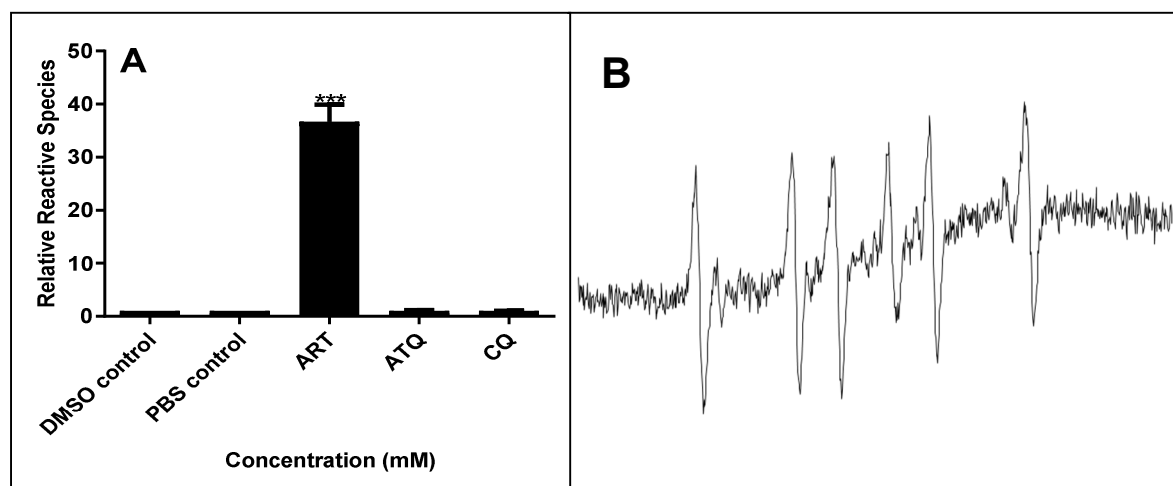 A
B
Relative Reactive Species
50
40
30
20
10
0
***
DMSO control
PBS control
ART
ATQ
CQ
Concentration (mM)